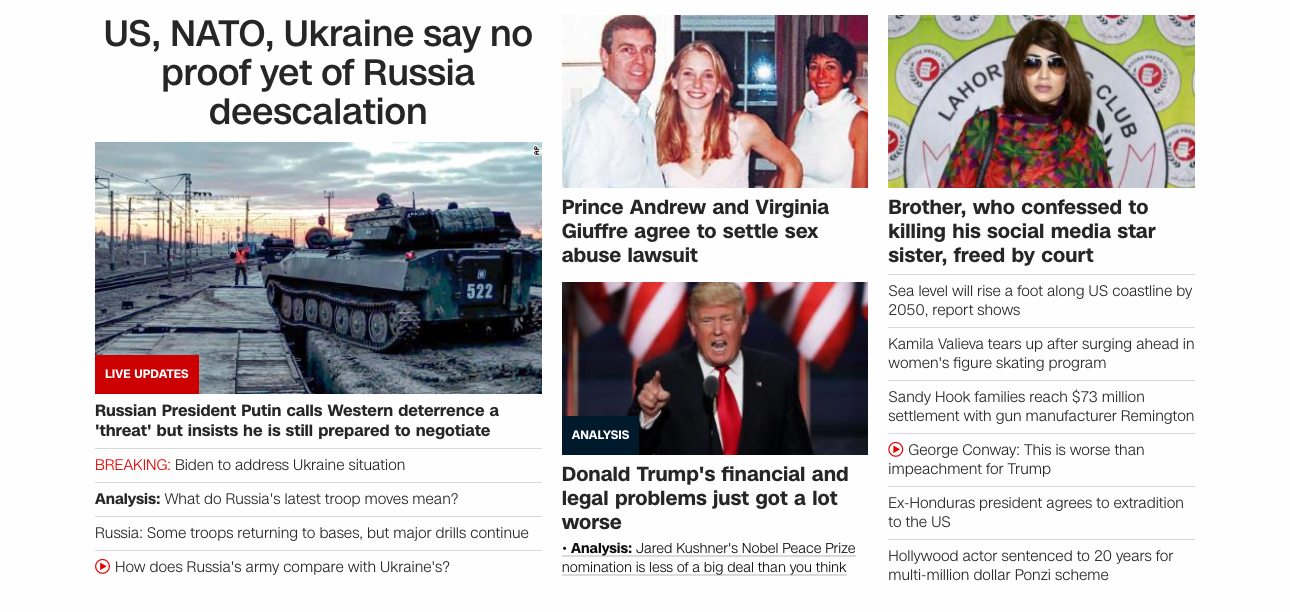 US, NATO, Ukraine say no
proof yet of Russia
deescalation
AP
522
LIVE UPDATES
Russian President Putin calls Western deterrence a
'threat' but insists he is still prepared to negotiate
BREAKING: Biden to address Ukraine situation
Analysis: What do Russia's latest troop moves mean?
Russia: Some troops returning to bases, but major drills continue
How does Russia's army compare with Ukraine's?
Prince Andrew and Virginia
Giuffre agree to settle sex
abuse lawsuit
ANALYSIS
Donald Trump's financial and
legal problems just got a lot
worse
• Analysis: Jared Kushner's Nobel Peace Prize
nomination is less of a big deal than you think
LAHORE PRESS CLUB
Brother, who confessed to
killing his social media star
sister, freed by court
Sea level will rise a foot along US coastline by
2050, report shows
Kamila Valieva tears up after surging ahead in
women's figure skating program
Sandy Hook families reach $73 million
settlement with gun manufacturer Remington
George Conway: This is worse than
impeachment for Trump
Ex-Honduras president agrees to extradition
to the US
Hollywood actor sentenced to 20 years for
multi-million dollar Ponzi scheme